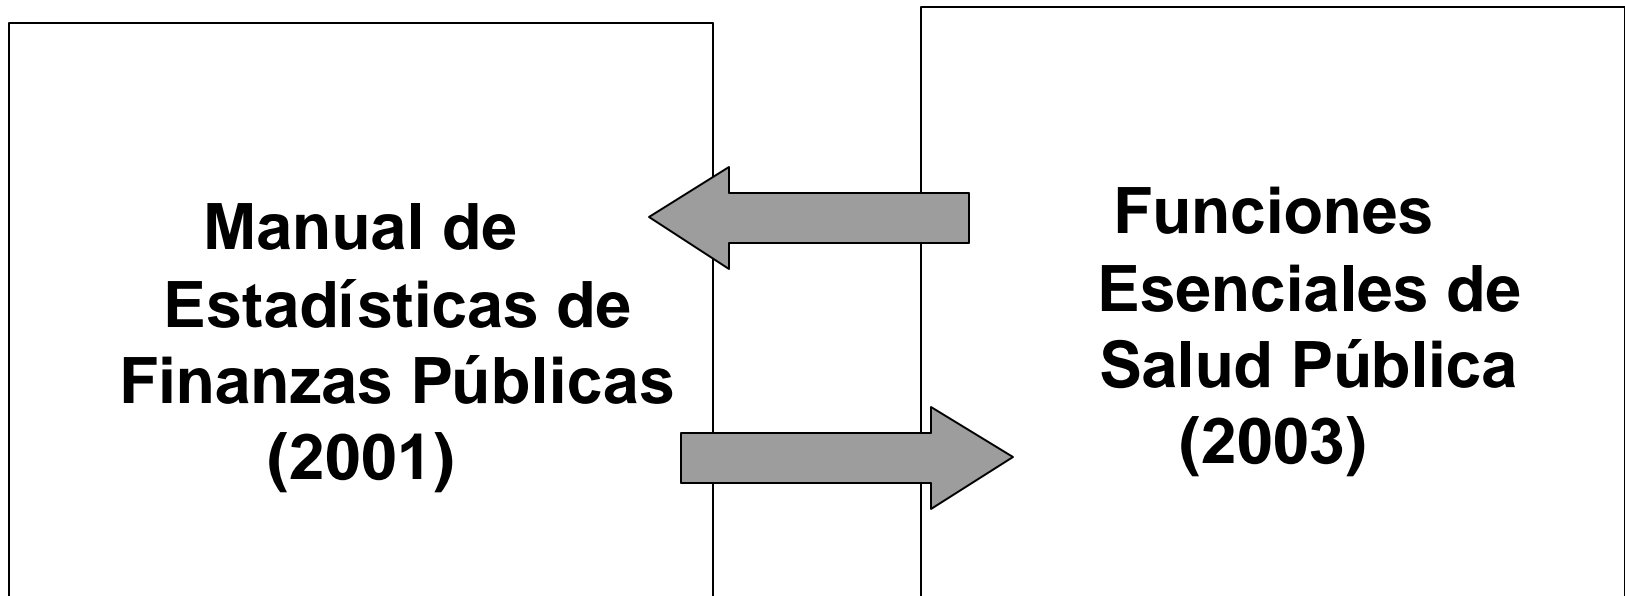 Manual de
Estadísticas de
Finanzas Públicas
(2001)
Funciones
Esenciales de
Salud Pública
(2003)